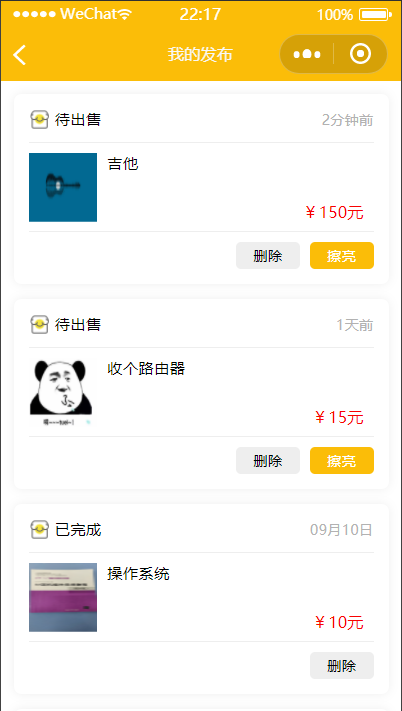 WeChat 22:17 100%
我的发布
待出售 2分钟前
吉他
￥150元
删除 擦亮
待出售 1天前
收个路由器
￥15元
删除 擦亮
已完成 09月10日
操作系统
￥10元
删除